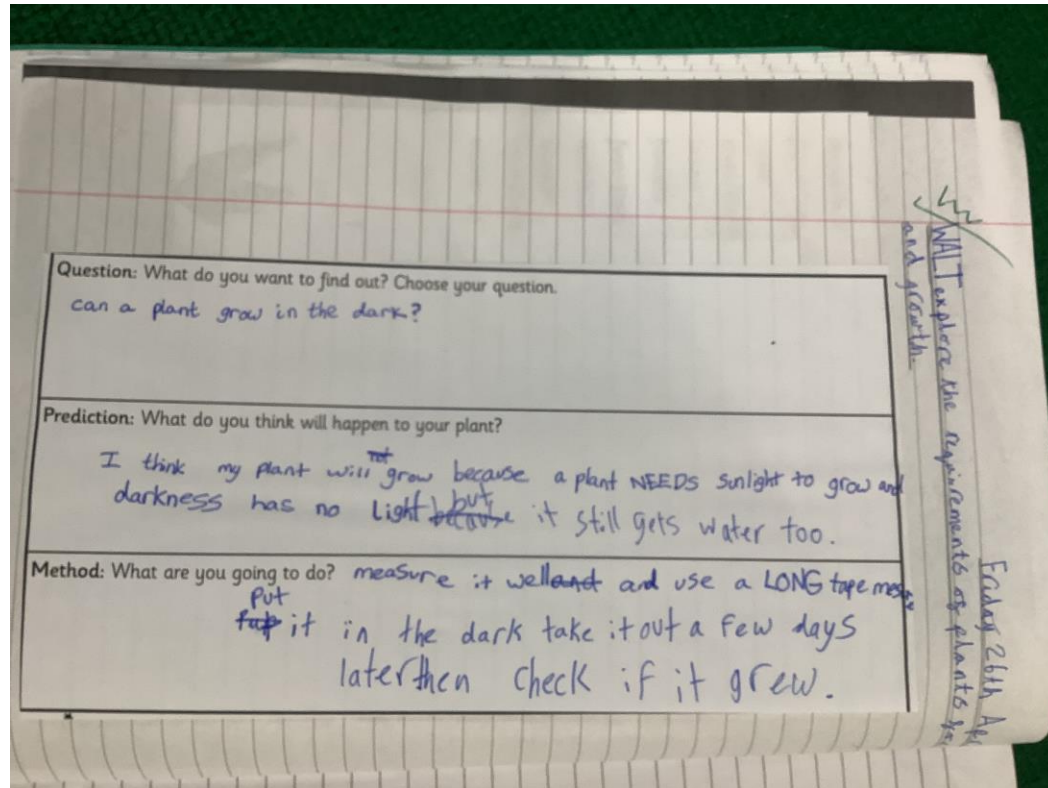 Friday 26th Ap
WALT explore the requirements of plants
and growth.
Question: What do you want to find out? Choose your question.
can a plant grow in the dark?
Prediction: What do you think will happen to your plant?
I think my plant will not grow because a plant NEEDS sunlight to grow and
darkness has no light because but it still gets water too.
Method: What are you going to do? measure it well and and use a LONG tape
put it in the dark take it out a few days
later then check if it grew.